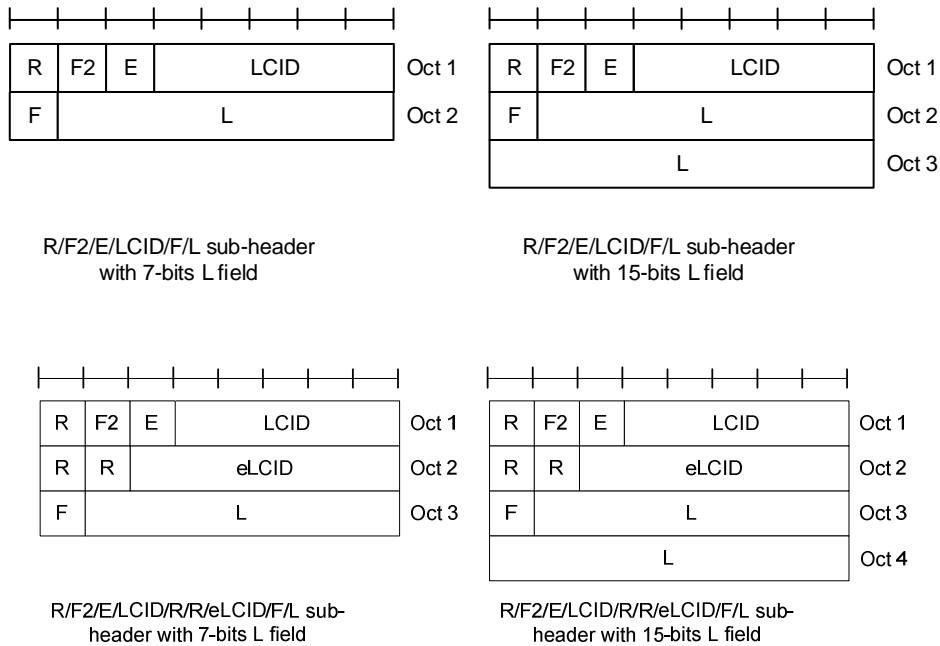 R F2 E LCID Oct 1
F L Oct 2
R/F2/E/LCID/F/L sub-header
with 7-bits L field
R F2 E LCID Oct 1
F L Oct 2
L Oct 3
R/F2/E/LCID/F/L sub-header
with 15-bits L field
R F2 E LCID Oct 1
R R eLCID Oct 2
F L Oct 3
R/F2/E/LCID/R/R/eLCID/F/L sub-
header with 7-bits L field
R F2 E LCID Oct 1
R R eLCID Oct 2
F L Oct 3
L Oct 4
R/F2/E/LCID/R/R/eLCID/F/L sub-
header with 15-bits L field